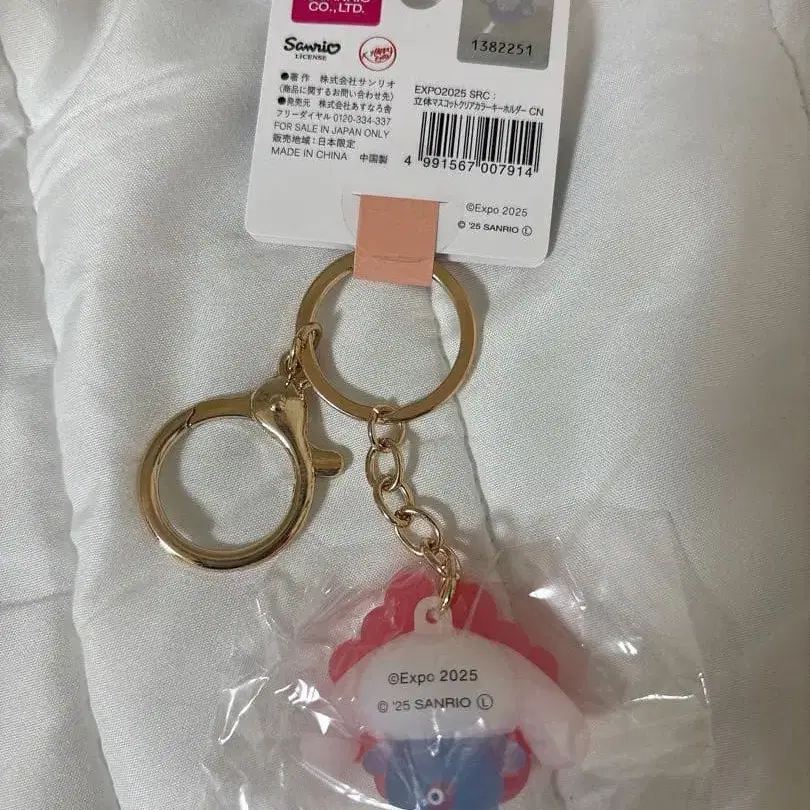 CO.,LTD.
1382251
Sanrio
LICENSE
HAPPY
●著作 株式会社サンリオ
(商品に関するお問い合わせ先)
●発売元 株式会社あすなろ舎
フリーダイヤル 0120-334-337
FOR SALE IN JAPAN ONLY
販売地域:日本限定
MADE IN CHINA 中国製
EXPO2025 SRC:
立体マスコットクリアカラーキーホルダー CN
4 991567 007914
©Expo 2025
© '25 SANRIO Ⓛ
©Expo 2025
© '25 SANRIO Ⓛ